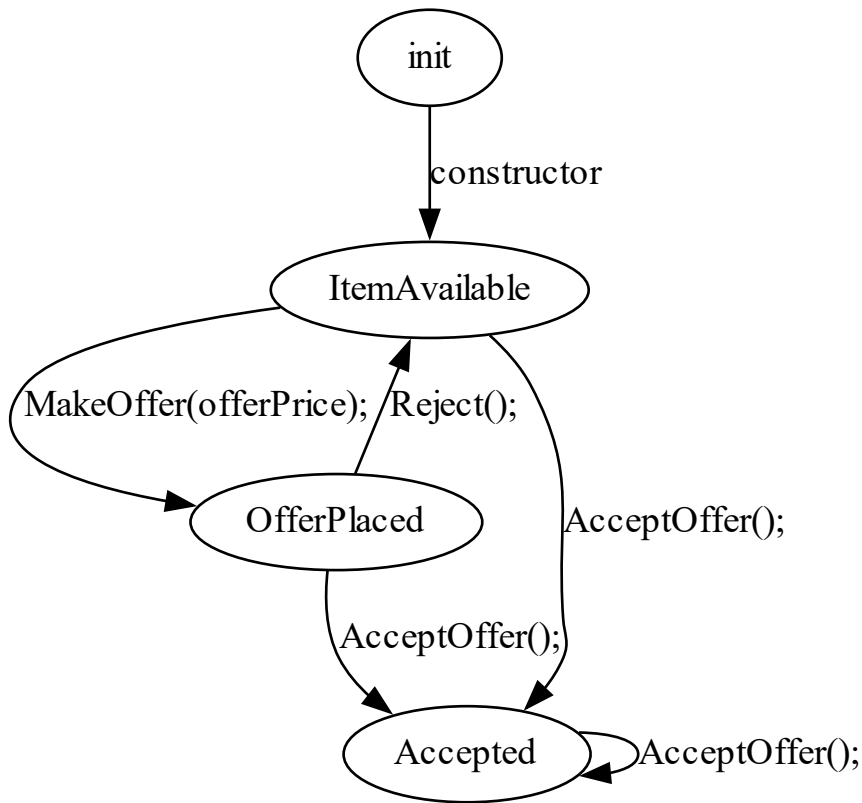 init
constructor
ItemAvailable
MakeOffer(offerPrice);
Reject();
OfferPlaced
AcceptOffer();
AcceptOffer();
Accepted
AcceptOffer();